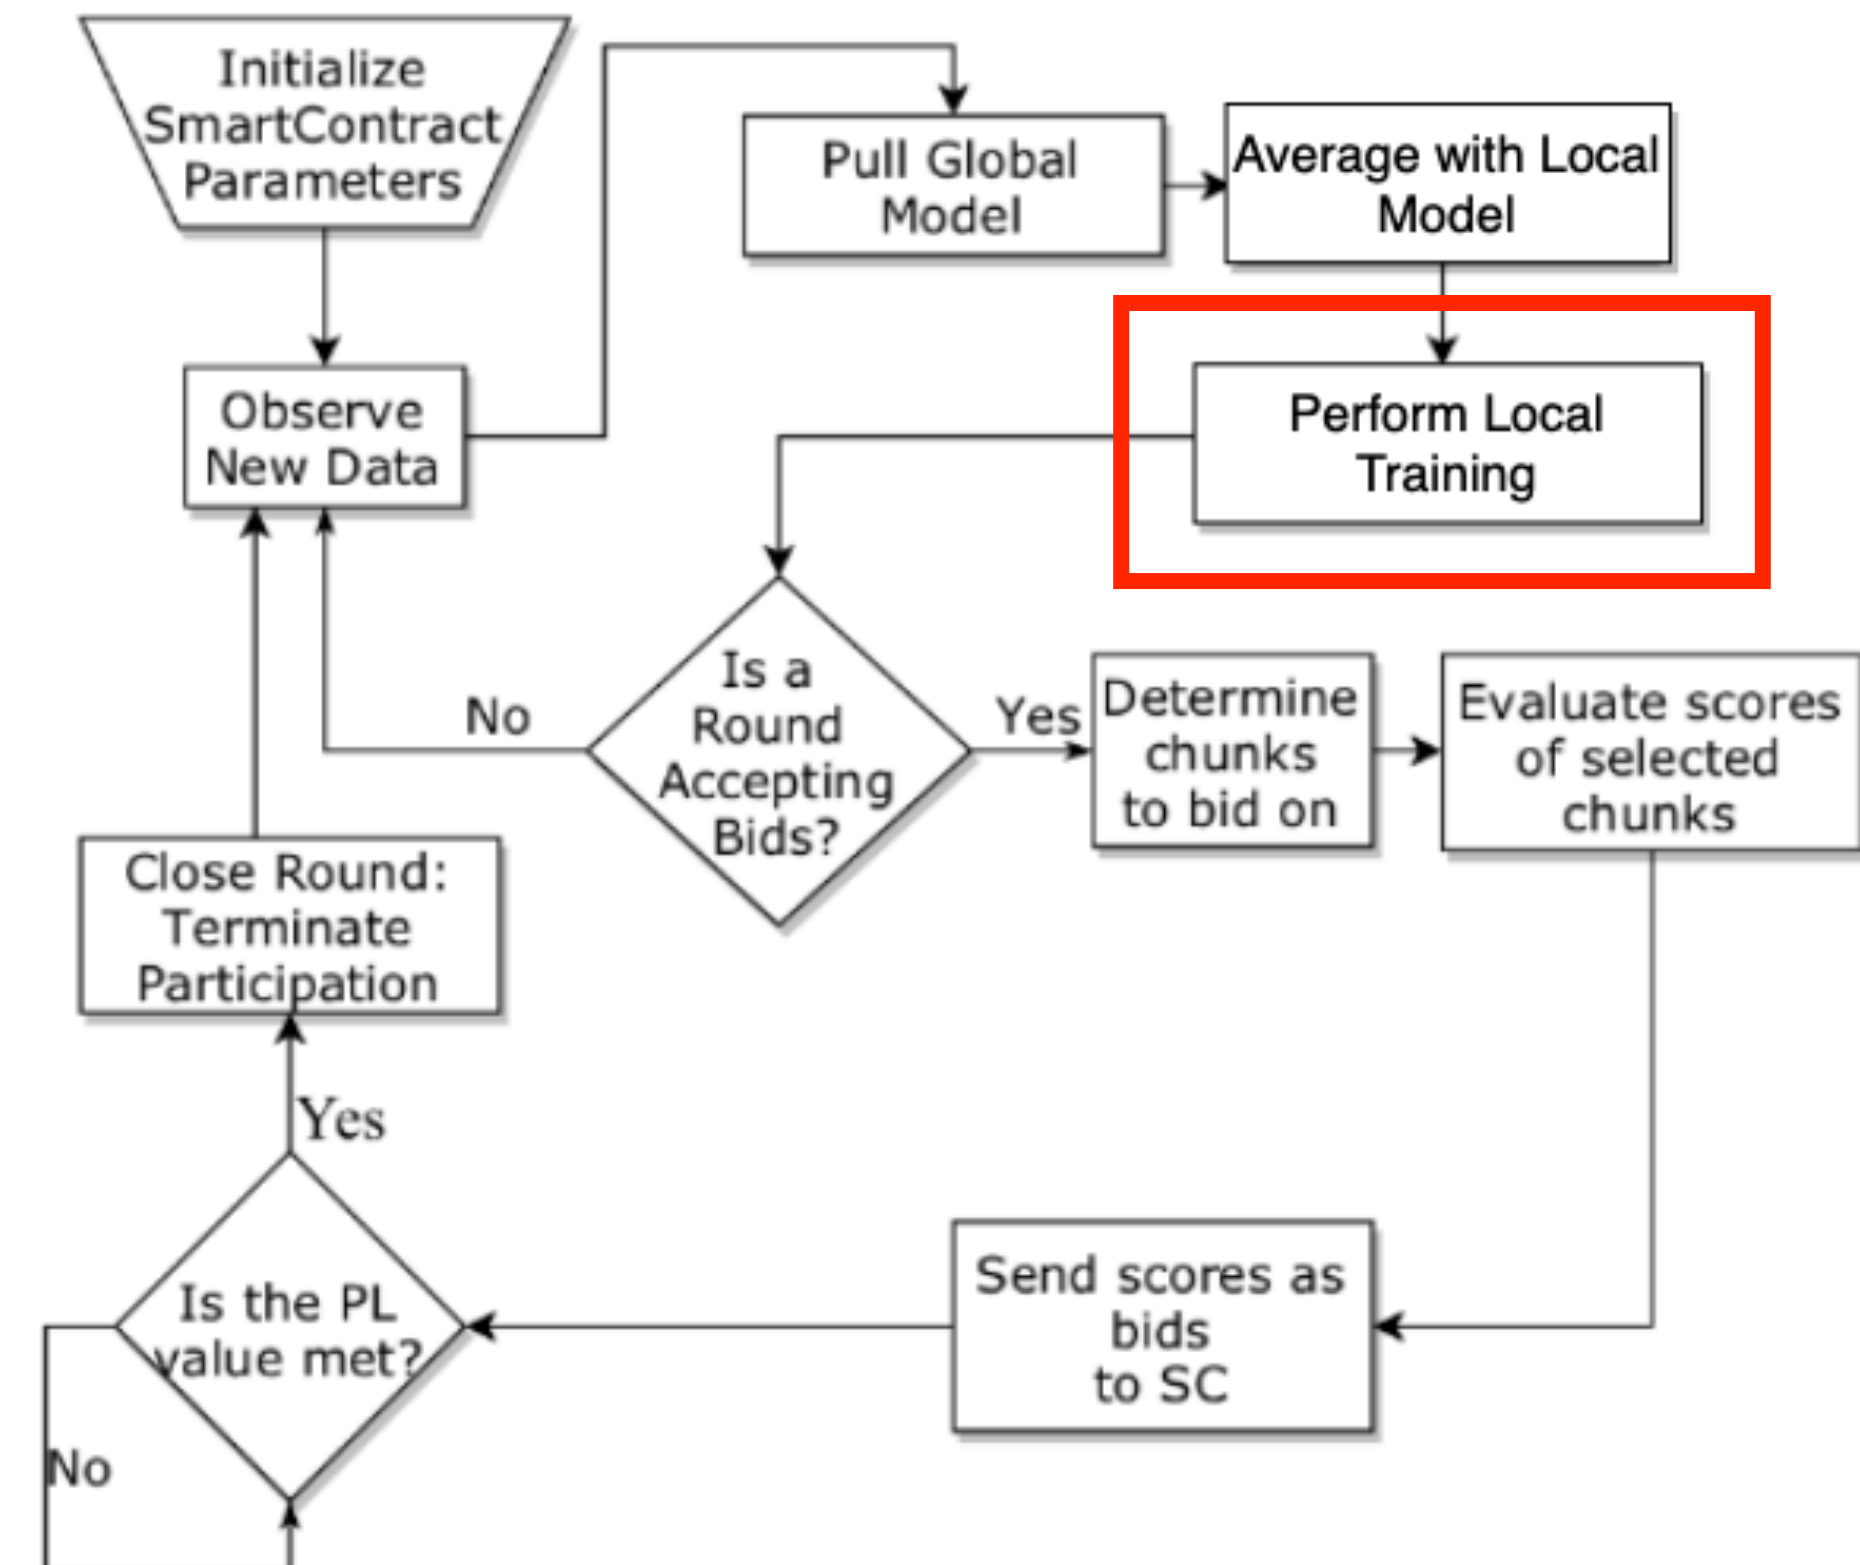 Initialize
SmartContract
Parameters
Pull Global
Model
Average with Local
Model
Observe
New Data
Perform Local
Training
Is a
Round
Accepting
Bids?
No
Yes
Determine
chunks
to bid on
Evaluate scores
of selected
chunks
Close Round:
Terminate
Participation
Yes
Is the PL
value met?
No
Send scores as
bids
to SC